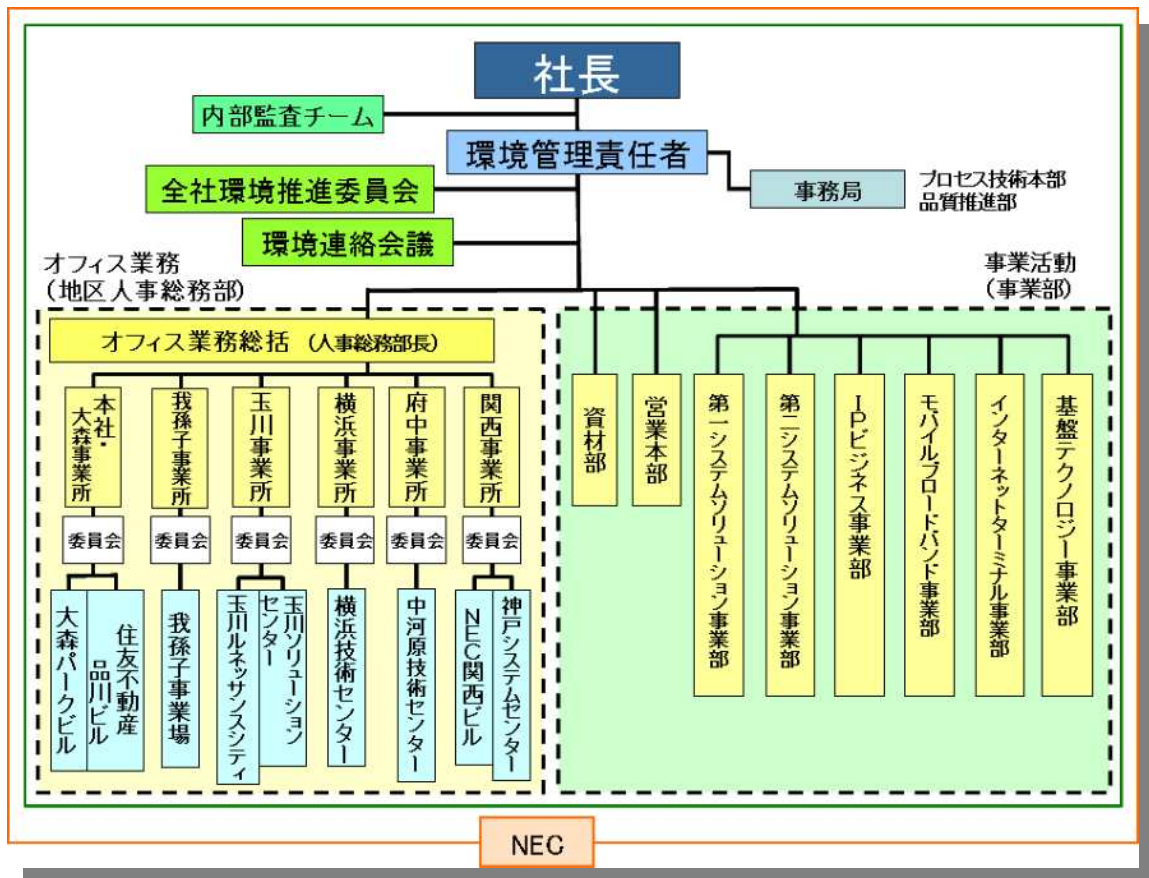 社長
内部監査チーム
環境管理責任者
全社環境推進委員会
事務局
プロセス技術本部
品質推進部
環境連絡会議
オフィス業務
(地区人事総務部)
事業活動
(事業部)
オフィス業務総括 (人事総務部長)
本社・
大森事業所
我孫子事業所
玉川事業所
横浜事業所
府中事業所
関西事業所
委員会
委員会
委員会
委員会
委員会
委員会
大森パークビル
住友不動産
品川ビル
我孫子事業場
玉川ルネッサンスシティ
玉川ソリューション
センター
横浜技術センター
中河原技術センター
NEC関西ビル
神戸システムセンター
資材部
営業本部
第一システムソリューション事業部
第二システムソリューション事業部
IPビジネス事業部
モバイルブロードバンド事業部
インターネットターミナル事業部
基盤テクノロジー事業部
NEC